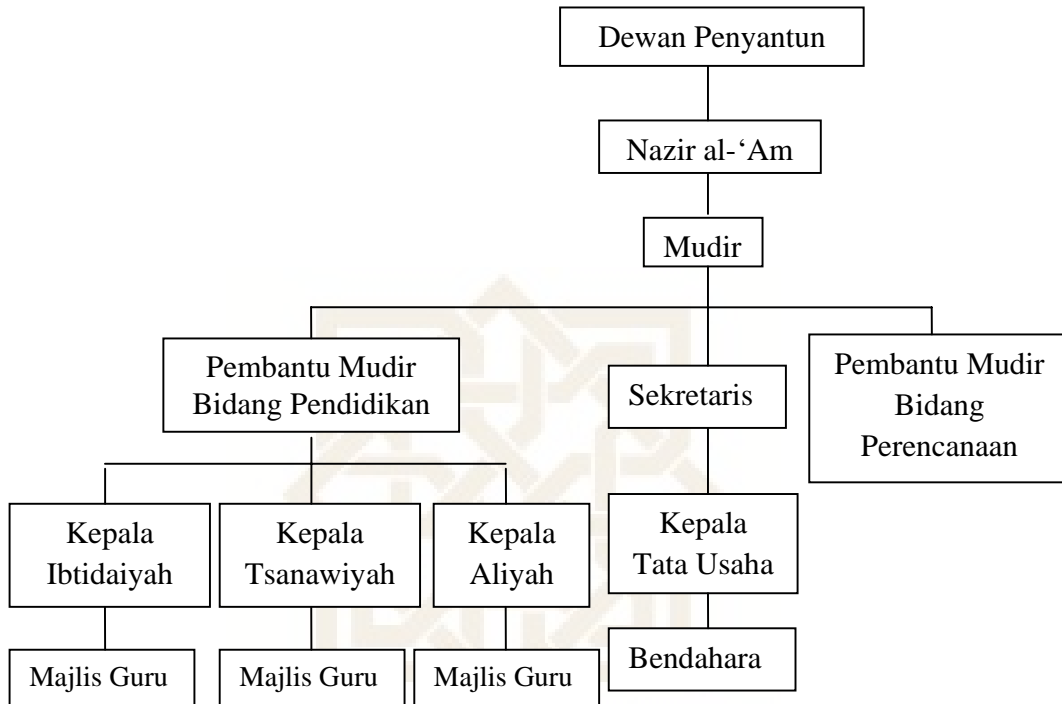 Dewan Penyantun
Nazir al-‘Am
Mudir
Pembantu Mudir
Bidang Pendidikan
Sekretaris
Pembantu Mudir
Bidang
Perencanaan
Kepala
Ibtidaiyah
Kepala
Tsanawiyah
Kepala
Aliyah
Kepala
Tata Usaha
Majlis Guru
Majlis Guru
Majlis Guru
Bendahara